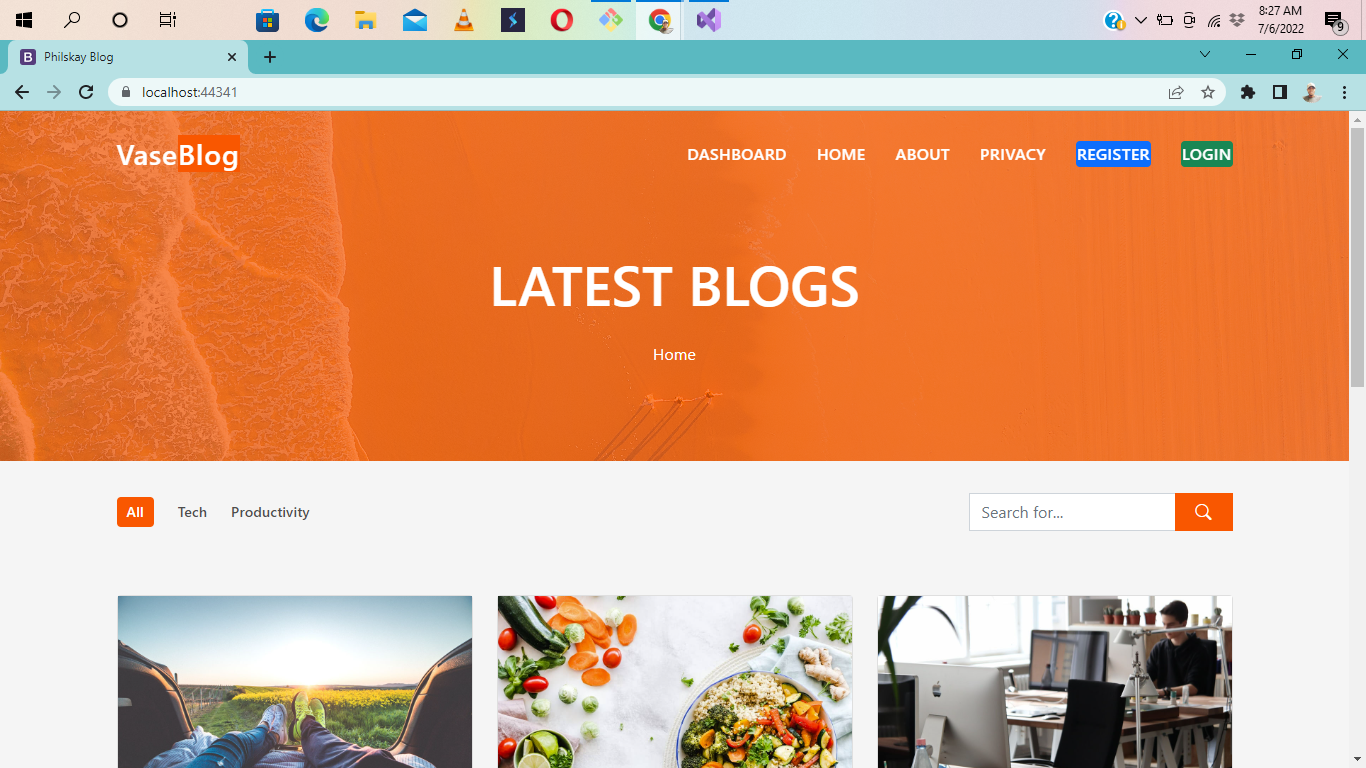 8:27 AM
7/6/2022
9
Philskay Blog
localhost:44341
VaseBlog
DASHBOARD HOME ABOUT PRIVACY REGISTER LOGIN
LATEST BLOGS
Home
All Tech Productivity
Search for...